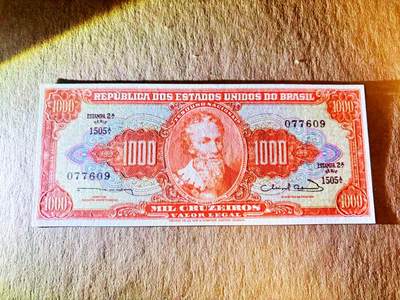 REPÚBLICA DOS ESTADOS UNIDOS DO BRASIL
1000
1000
TESOURO NACIONAL
ESTAMPA 2ª
SÉRIE
1505ª
077609
1000
1000
077609
ESTAMPA 2ª
SÉRIE
1505ª
1000
1000
MIL CRUZEIROS
VALOR LEGAL